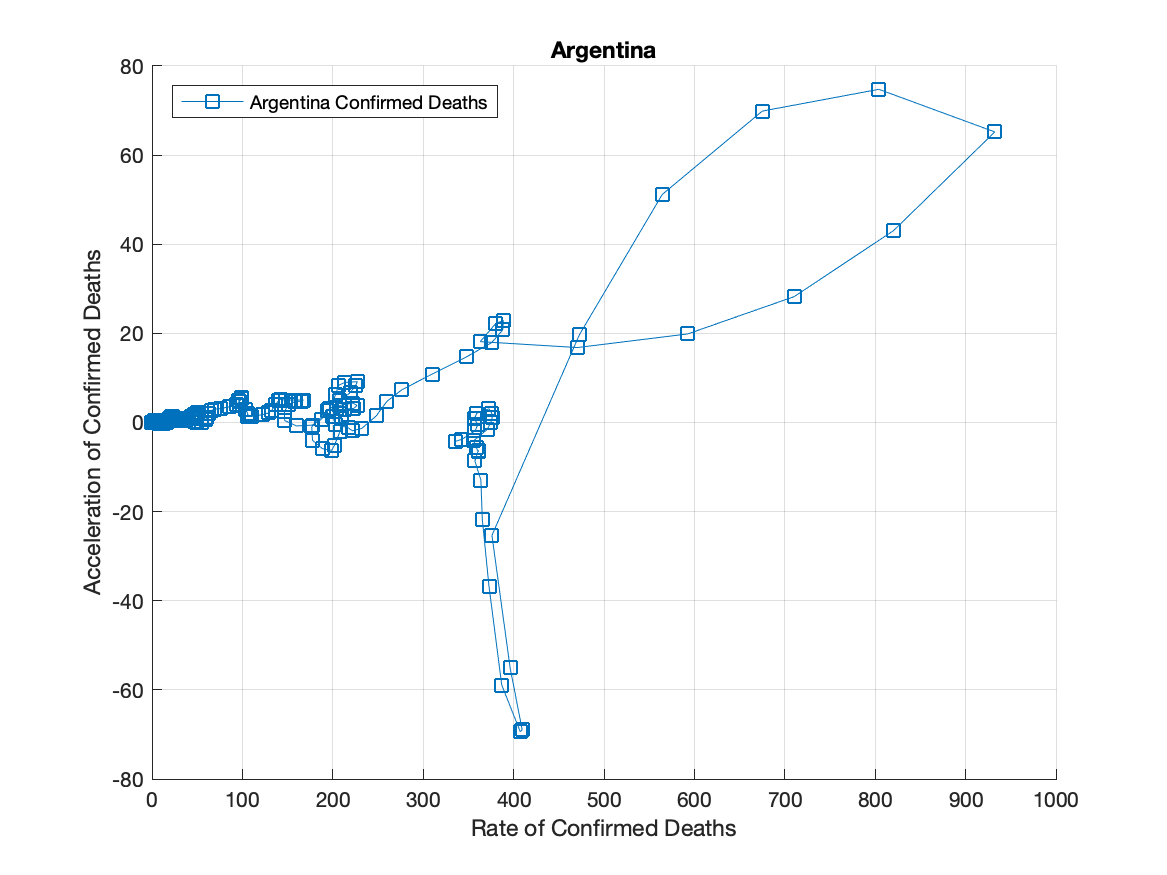 Argentina
Argentina Confirmed Deaths
80
60
40
20
0
-20
-40
-60
-80
Acceleration of Confirmed Deaths
0 100 200 300 400 500 600 700 800 900 1000
Rate of Confirmed Deaths